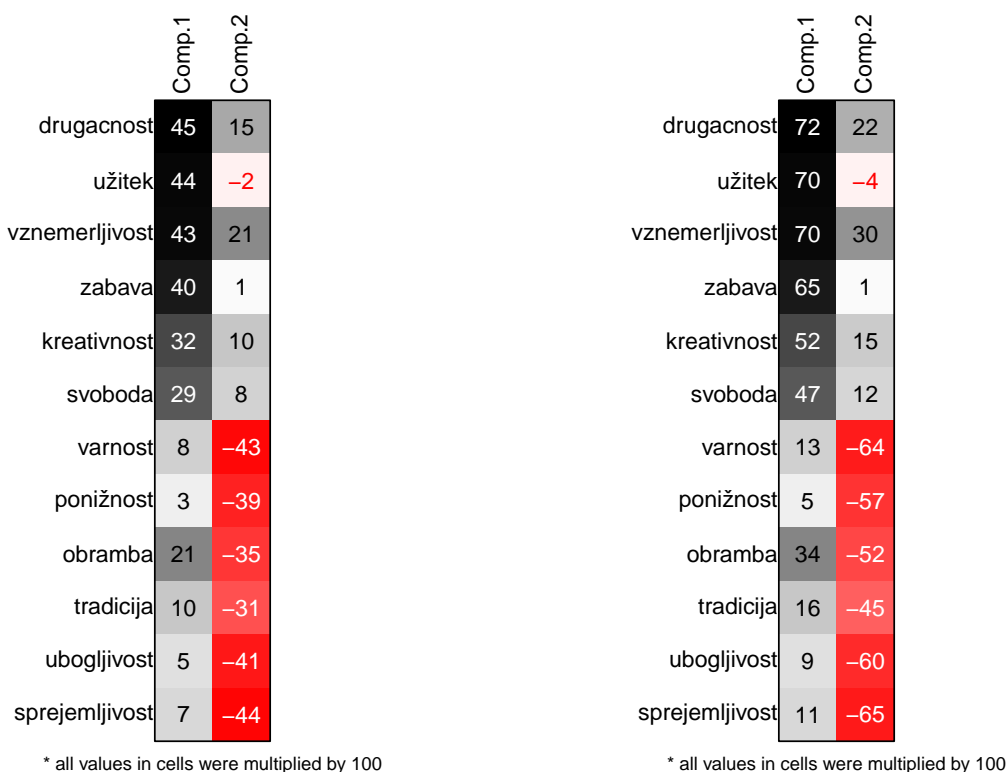 Comp.1 Comp.2
drugacnost 45 15
užitek 44 −2
vznemerljivost 43 21
zabava 40 1
kreativnost 32 10
svoboda 29 8
varnost 8 −43
ponižnost 3 −39
obramba 21 −35
tradicija 10 −31
ubogljivost 5 −41
sprejemljivost 7 −44
* all values in cells were multiplied by 100
Comp.1 Comp.2
drugacnost 72 22
užitek 70 −4
vznemerljivost 70 30
zabava 65 1
kreativnost 52 15
svoboda 47 12
varnost 13 −64
ponižnost 5 −57
obramba 34 −52
tradicija 16 −45
ubogljivost 9 −60
sprejemljivost 11 −65
* all values in cells were multiplied by 100